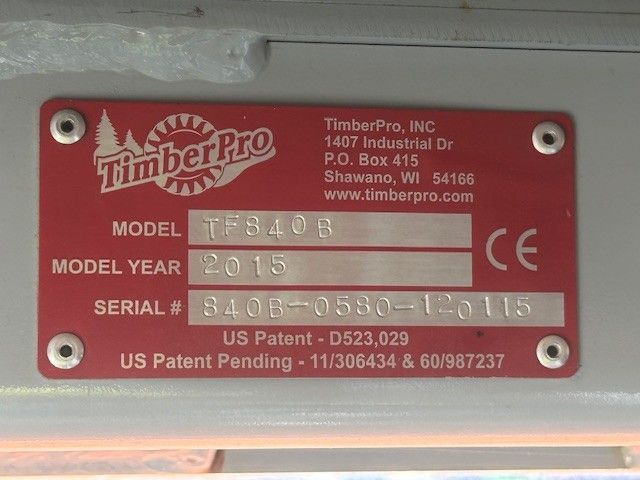 TimberPro
TimberPro, INC
1407 Industrial Dr
P.O. Box 415
Shawano, WI 54166
www.timberpro.com
MODEL TF840B
MODEL YEAR 2015
CE
SERIAL # 840B-0580-120115
US Patent - D523,029
US Patent Pending - 11/306434 & 60/987237